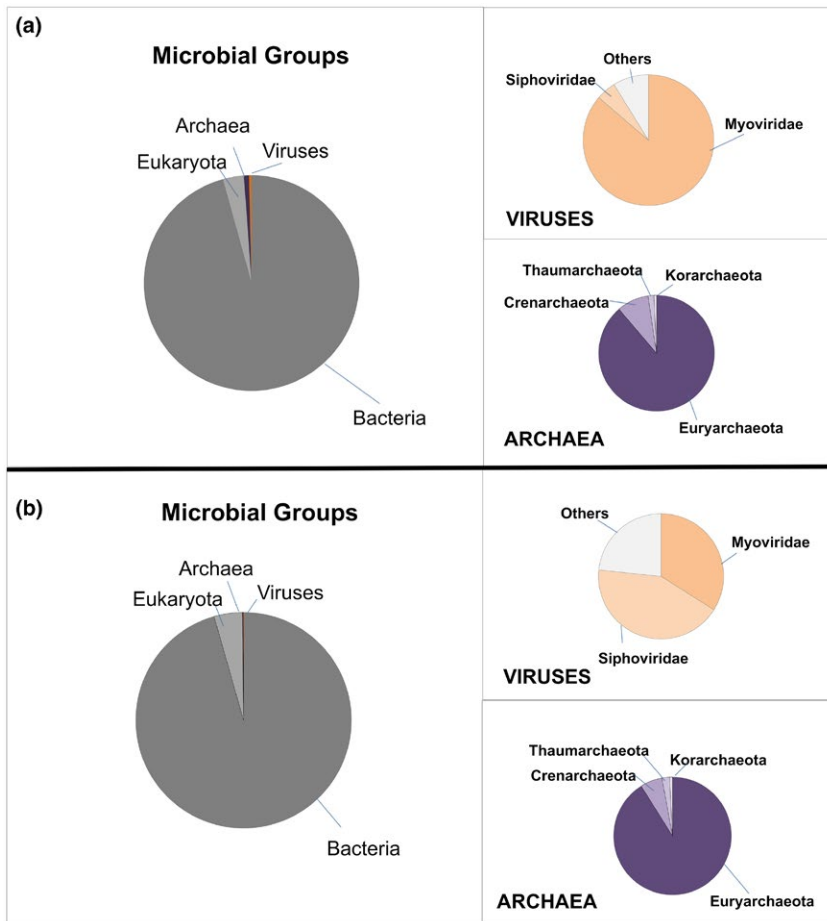 (a)
Microbial Groups
Archaea
Viruses
Eukaryota
Bacteria
Others
Siphoviridae
Myoviridae
VIRUSES
Thaumarchaeota
Korarchaeota
Crenarchaeota
Euryarchaeota
ARCHAEA
(b)
Microbial Groups
Archaea
Eukaryota
Viruses
Bacteria
Others
Myoviridae
Siphoviridae
VIRUSES
Thaumarchaeota
Korarchaeota
Crenarchaeota
Euryarchaeota
ARCHAEA